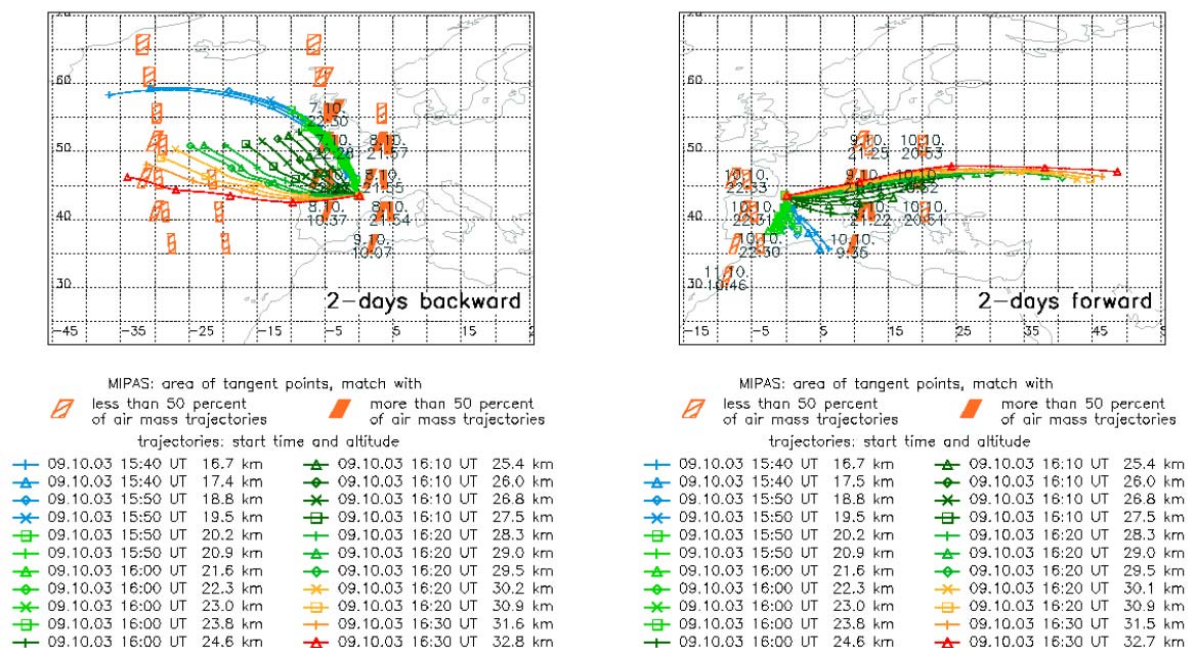 70
60
50
40
30
7.10.
22.30
22.28
8.10.
21.57
21.55
8.10.
10.37
21.54
9.10.
10.07
2-days backward
-45 -35 -25 -15 -5 5
MIPAS: area of tangent points, match with
less than 50 percent
of air mass trajectories
more than 50 percent
of air mass trajectories
trajectories: start time and altitude
09.10.03 15:40 UT 16.7 km
09.10.03 15:40 UT 17.4 km
09.10.03 15:50 UT 18.8 km
09.10.03 15:50 UT 19.5 km
09.10.03 15:50 UT 20.2 km
09.10.03 15:50 UT 20.9 km
09.10.03 16:00 UT 21.6 km
09.10.03 16:00 UT 22.3 km
09.10.03 16:00 UT 23.0 km
09.10.03 16:00 UT 23.8 km
09.10.03 16:00 UT 24.6 km
09.10.03 16:10 UT 25.4 km
09.10.03 16:10 UT 26.0 km
09.10.03 16:10 UT 26.8 km
09.10.03 16:10 UT 27.5 km
09.10.03 16:20 UT 28.3 km
09.10.03 16:20 UT 29.0 km
09.10.03 16:20 UT 29.5 km
09.10.03 16:20 UT 30.2 km
09.10.03 16:20 UT 30.9 km
09.10.03 16:30 UT 31.6 km
09.10.03 16:30 UT 32.8 km
70
60
50
40
30
9.10.
21.25
10.10.
20.53
10.10.
22.33
22.31
21.22
20.51
10.10.
22.30
10.10.
9.35
11.10.
2-days forward
-15 -5 5 15 25 35 45
MIPAS: area of tangent points, match with
less than 50 percent
of air mass trajectories
more than 50 percent
of air mass trajectories
trajectories: start time and altitude
09.10.03 15:40 UT 16.7 km
09.10.03 15:40 UT 17.5 km
09.10.03 15:50 UT 18.8 km
09.10.03 15:50 UT 19.5 km
09.10.03 15:50 UT 20.2 km
09.10.03 15:50 UT 20.9 km
09.10.03 16:00 UT 21.6 km
09.10.03 16:00 UT 22.3 km
09.10.03 16:00 UT 23.0 km
09.10.03 16:00 UT 23.8 km
09.10.03 16:00 UT 24.6 km
09.10.03 16:10 UT 25.4 km
09.10.03 16:10 UT 26.0 km
09.10.03 16:10 UT 26.8 km
09.10.03 16:10 UT 27.5 km
09.10.03 16:20 UT 28.3 km
09.10.03 16:20 UT 29.0 km
09.10.03 16:20 UT 29.5 km
09.10.03 16:20 UT 30.1 km
09.10.03 16:20 UT 30.9 km
09.10.03 16:30 UT 31.5 km
09.10.03 16:30 UT 32.7 km